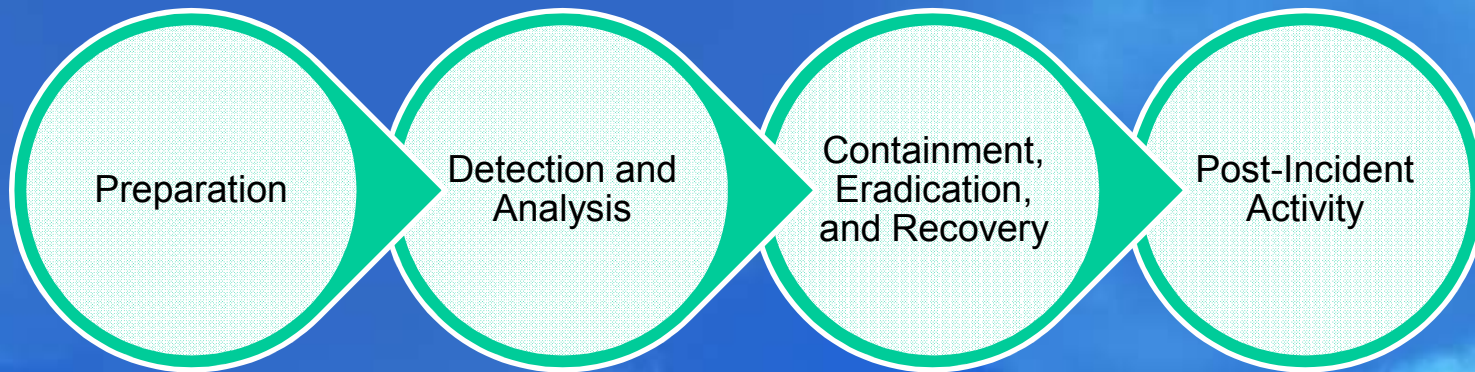 Preparation
Detection and
Analysis
Containment,
Eradication,
and Recovery
Post-Incident
Activity